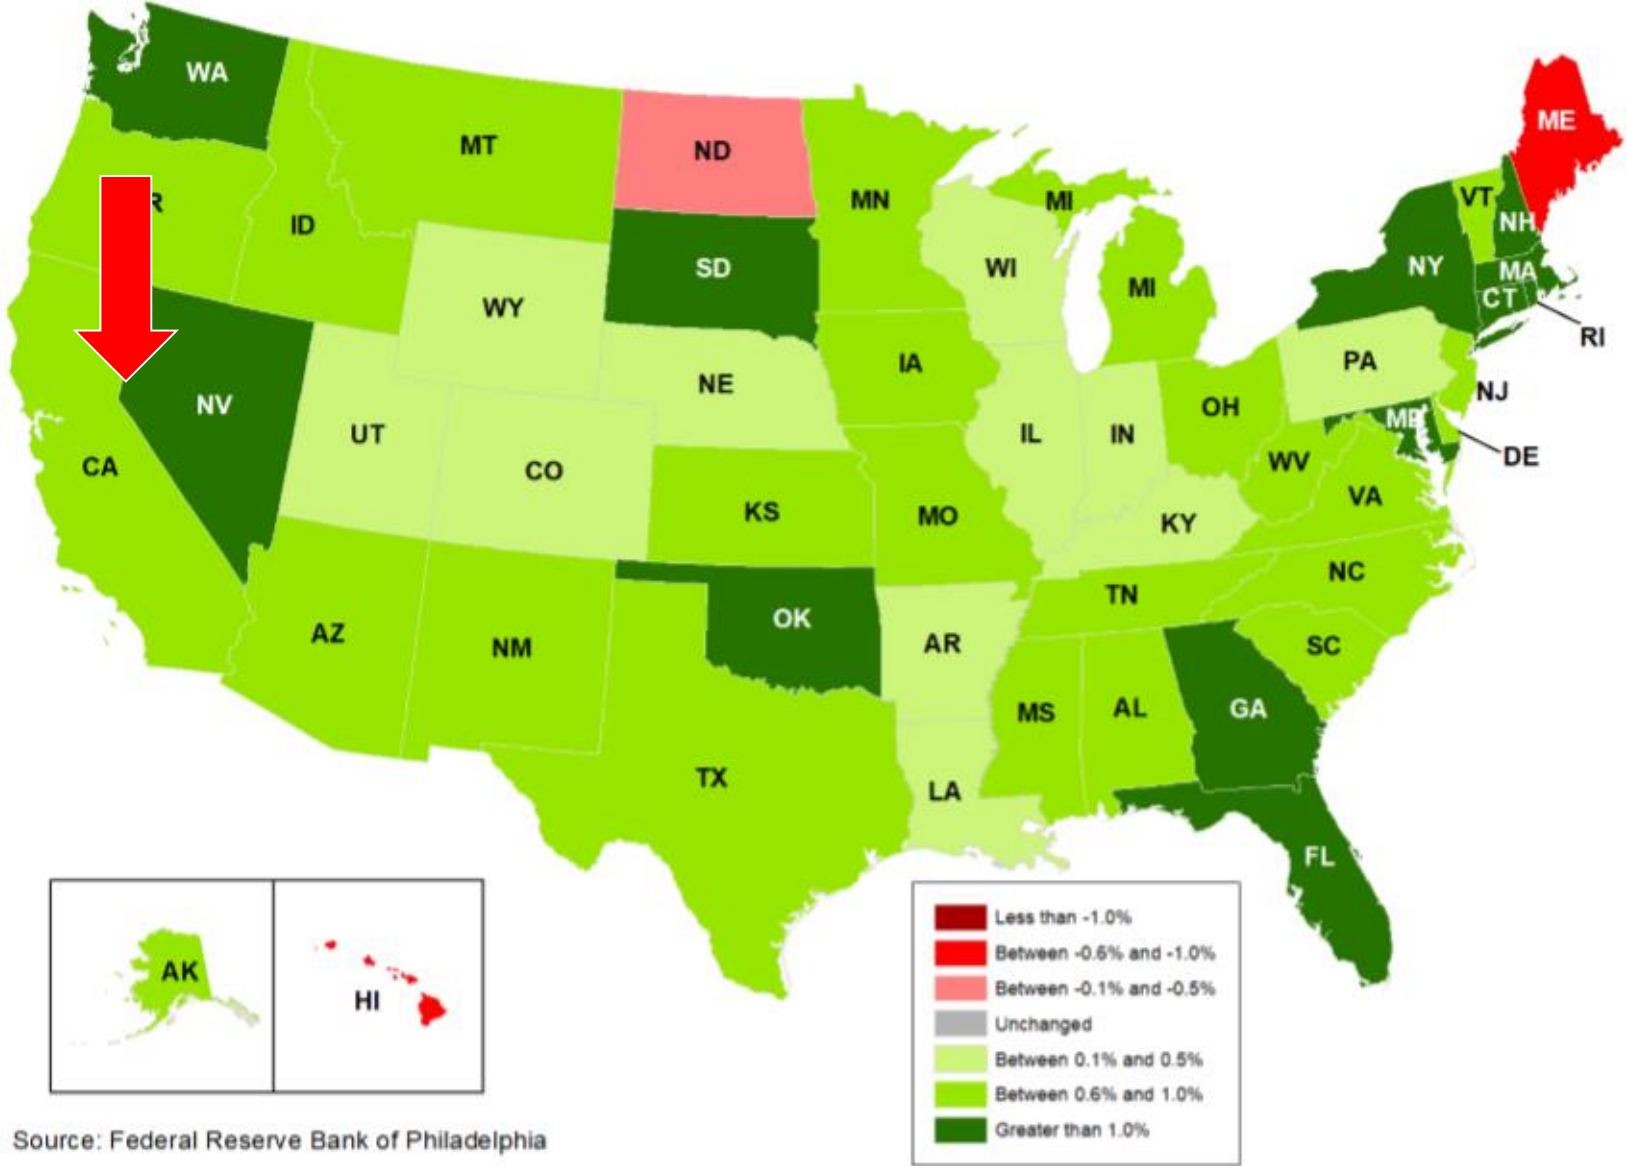 WA
MT
ND
ME
MN
MI
VT
R
ID
NH
SD
WI
NY
MA
MI
CT
WY
RI
IA
PA
NE
NJ
NV
OH
UT
IL
IN
CA
CO
WV
DE
VA
KS
MO
KY
NC
TN
OK
AZ
NM
AR
SC
MS
AL
GA
TX
LA
FL
AK
HI
Less than -1.0%
Between -0.6% and -1.0%
Between -0.1% and -0.5%
Unchanged
Between 0.1% and 0.5%
Between 0.6% and 1.0%
Greater than 1.0%
Source: Federal Reserve Bank of Philadelphia